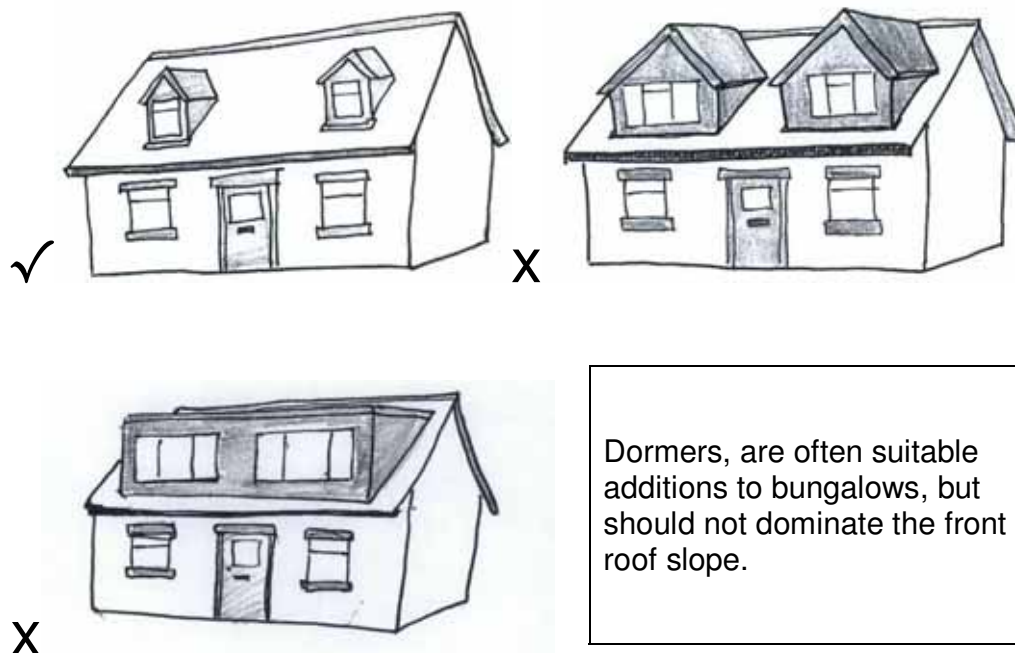 ✓
X
X
Dormers, are often suitable
additions to bungalows, but
should not dominate the front
roof slope.